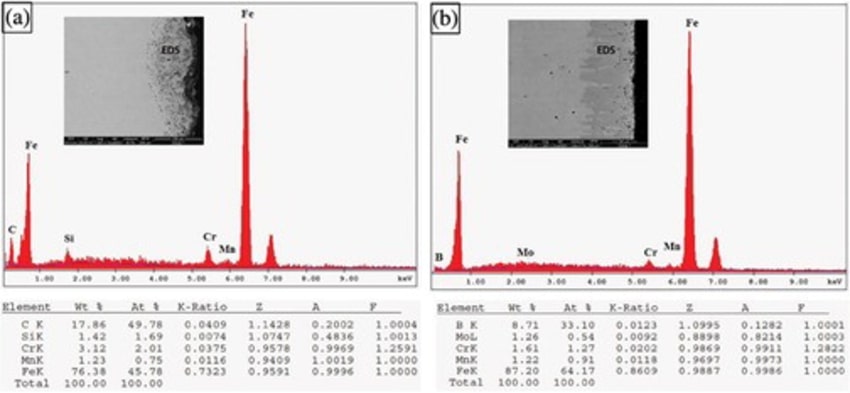 (a)
Fe
EDS
Fe
C
Si
Cr
Mn
1.00 2.00 3.00 4.00 5.00 6.00 7.00 8.00 9.00 keV
Element Wt % At % K-Ratio Z A F
C K 17.86 49.78 0.0409 1.1428 0.2002 1.0004
SiK 1.42 1.69 0.0074 1.0747 0.4836 1.0013
CrK 3.12 2.01 0.0375 0.9578 0.9969 1.2591
MnK 1.23 0.75 0.0116 0.9409 1.0019 1.0000
FeK 76.38 45.78 0.7323 0.9591 0.9996 1.0000
Total 100.00 100.00
(b)
Fe
EDS
Fe
B
Mo
Cr
Mn
1.00 2.00 3.00 4.00 5.00 6.00 7.00 8.00 9.00 keV
Element Wt % At % K-Ratio Z A F
B K 8.71 33.10 0.0123 1.0995 0.1282 1.0001
MoL 1.26 0.54 0.0092 0.8898 0.8214 1.0003
CrK 1.61 1.27 0.0202 0.9869 0.9911 1.2822
MnK 1.22 0.91 0.0118 0.9697 0.9973 1.0000
FeK 87.20 64.17 0.8609 0.9887 0.9986 1.0000
Total 100.00 100.00